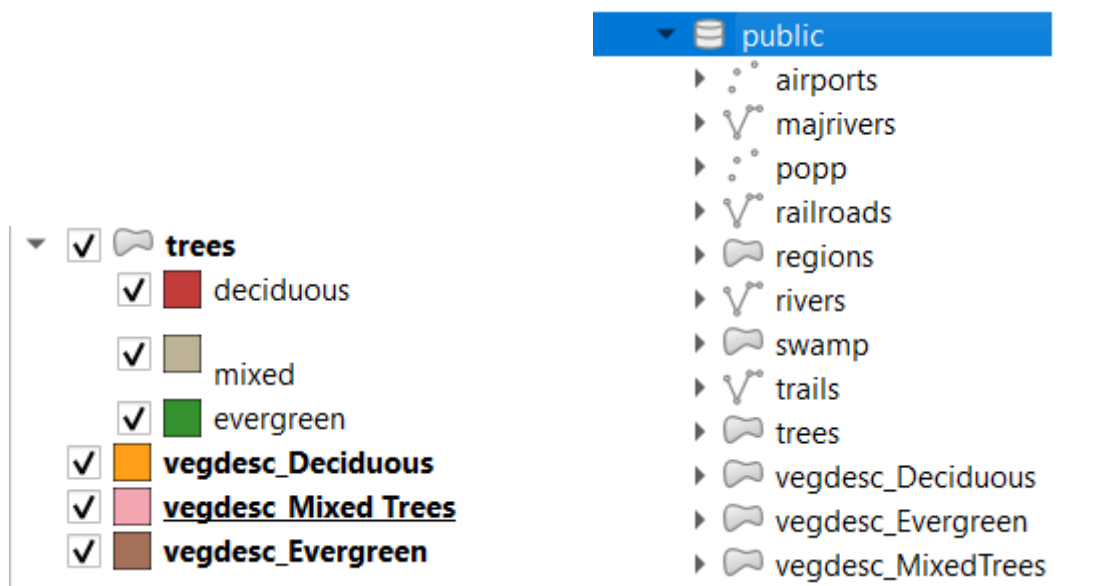 trees
deciduous
mixed
evergreen
vegdesc_Deciduous
vegdesc_Mixed Trees
vegdesc_Evergreen
public
airports
majrivers
popp
railroads
regions
rivers
swamp
trails
trees
vegdesc_Deciduous
vegdesc_Evergreen
vegdesc_MixedTrees